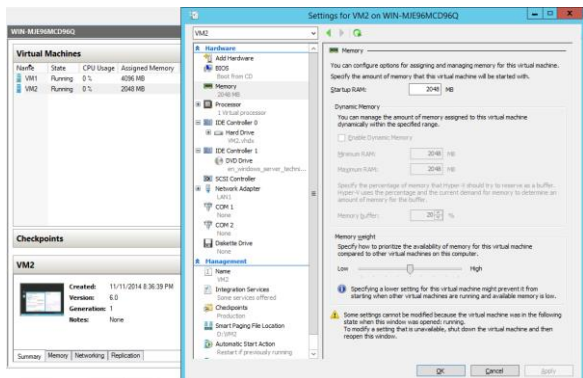 WIN-MJE96MCD96Q
Virtual Machines
Name State CPU Usage Assigned Memory
VM1 Running 0 % 4096 MB
VM2 Running 0 % 2048 MB
Checkpoints
VM2
Created: 11/11/2014 8:36:39 PM
Version: 6.0
Generation: 1
Notes: None
Summary Memory Networking Replication
Settings for VM2 on WIN-MJE96MCD96Q
VM2
Hardware
Add Hardware
BIOS
Boot from CD
Memory
2048 MB
Processor
1 Virtual processor
IDE Controller 0
Hard Drive
VM2.vhdx
IDE Controller 1
DVD Drive
en_windows_server_techni...
SCSI Controller
Network Adapter
LAN1
COM 1
None
COM 2
None
Diskette Drive
None
Management
Name
VM2
Integration Services
Some services offered
Checkpoints
Production
Smart Paging File Location
D:\VM2
Automatic Start Action
Restart if previously running
Memory
You can configure options for assigning and managing memory for this virtual machine.
Specify the amount of memory that this virtual machine will be started with.
Startup RAM: 2048 MB
Dynamic Memory
You can manage the amount of memory assigned to this virtual machine
dynamically within the specified range.
Enable Dynamic Memory
Minimum RAM: 2048 MB
Maximum RAM: 2048 MB
Specify the percentage of memory that Hyper-V should try to reserve as a buffer.
Hyper-V uses the percentage and the current demand for memory to determine an
amount of memory for the buffer.
Memory buffer: 20 %
Memory weight
Specify how to prioritize the availability of memory for this virtual machine
compared to other virtual machines on this computer.
Low High
Specifying a lower setting for this virtual machine might prevent it from
starting when other virtual machines are running and available memory is low.
Some settings cannot be modified because the virtual machine was in the following
state when this window was opened: running.
To modify a setting that is unavailable, shut down the virtual machine and then
reopen this window.
OK Cancel Apply